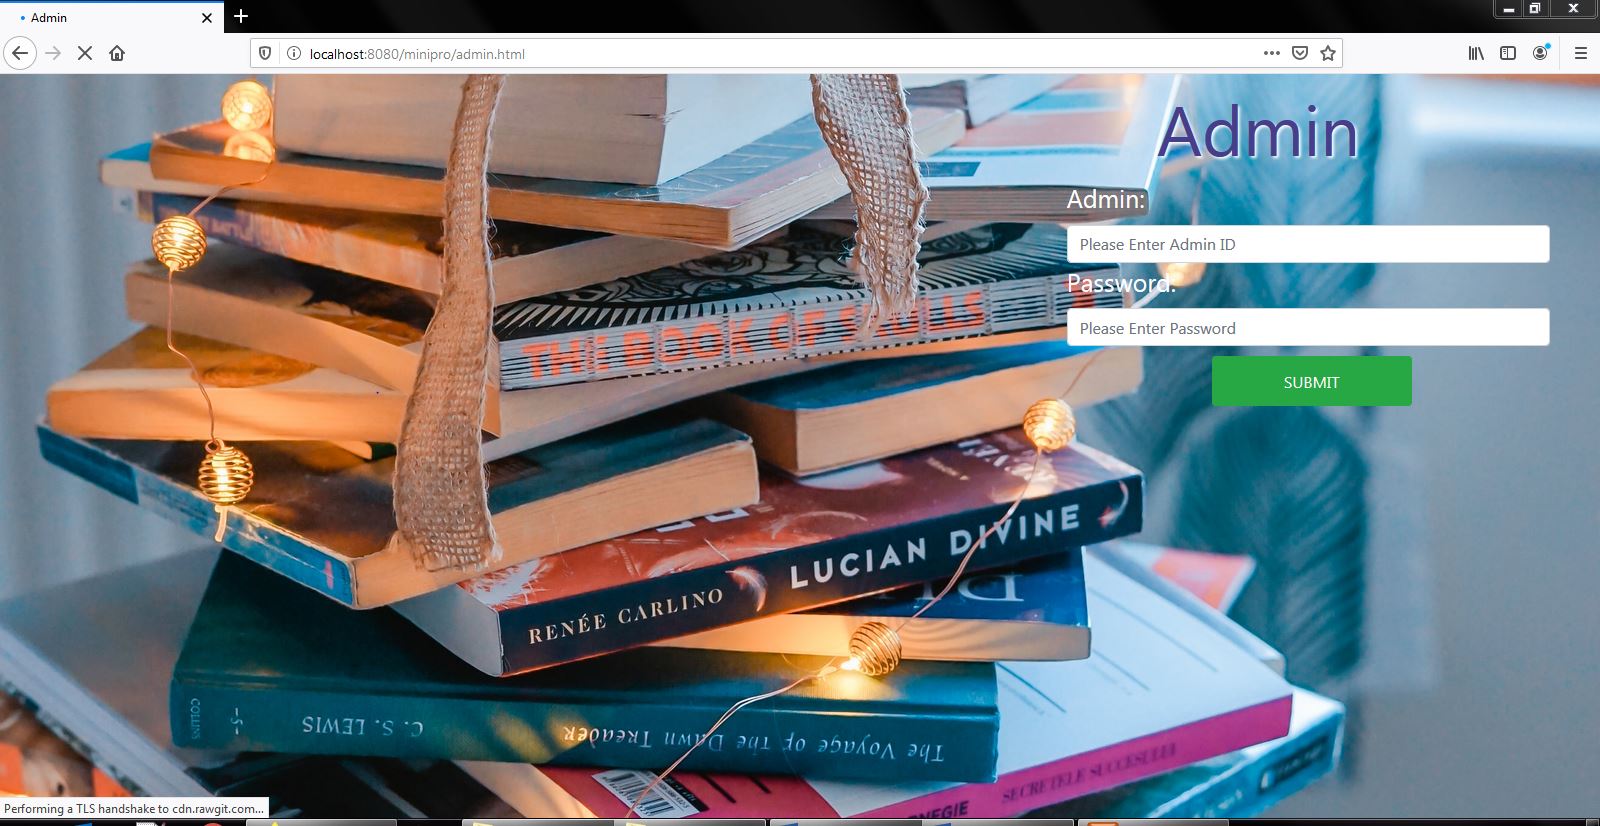 Admin
localhost:8080/minipro/admin.html
Admin
Admin:
Please Enter Admin ID
Password:
Please Enter Password
SUBMIT
THE BOOK OF SKULLS
LUCIAN DIVINE
RENÉE CARLINO
COLLINS
C. S. LEWIS
The Voyage of the Dawn Treader
SECRETELE SUCCESULUI
Performing a TLS handshake to cdn.rawgit.com...